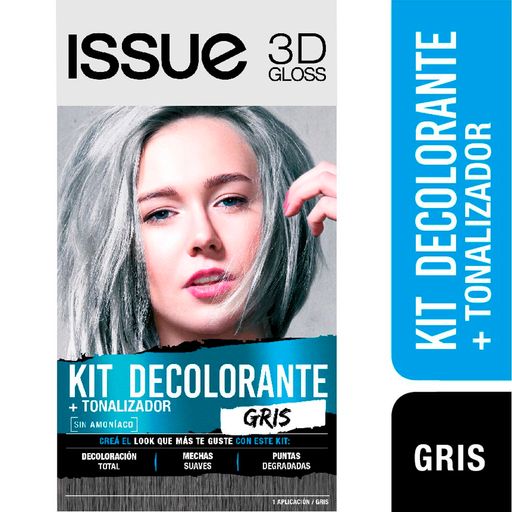 ISSUE 3D
GLOSS
KIT DECOLORANTE
+ TONALIZADOR
GRIS
SIN AMONÍACO
CREÁ EL LOOK QUE MÁS TE GUSTE CON ESTE KIT:
DECOLORACIÓN
TOTAL
MECHAS
SUAVES
PUNTAS
DEGRADADAS
1 APLICACIÓN / GRIS
KIT DECOLORANTE
+ TONALIZADOR
GRIS